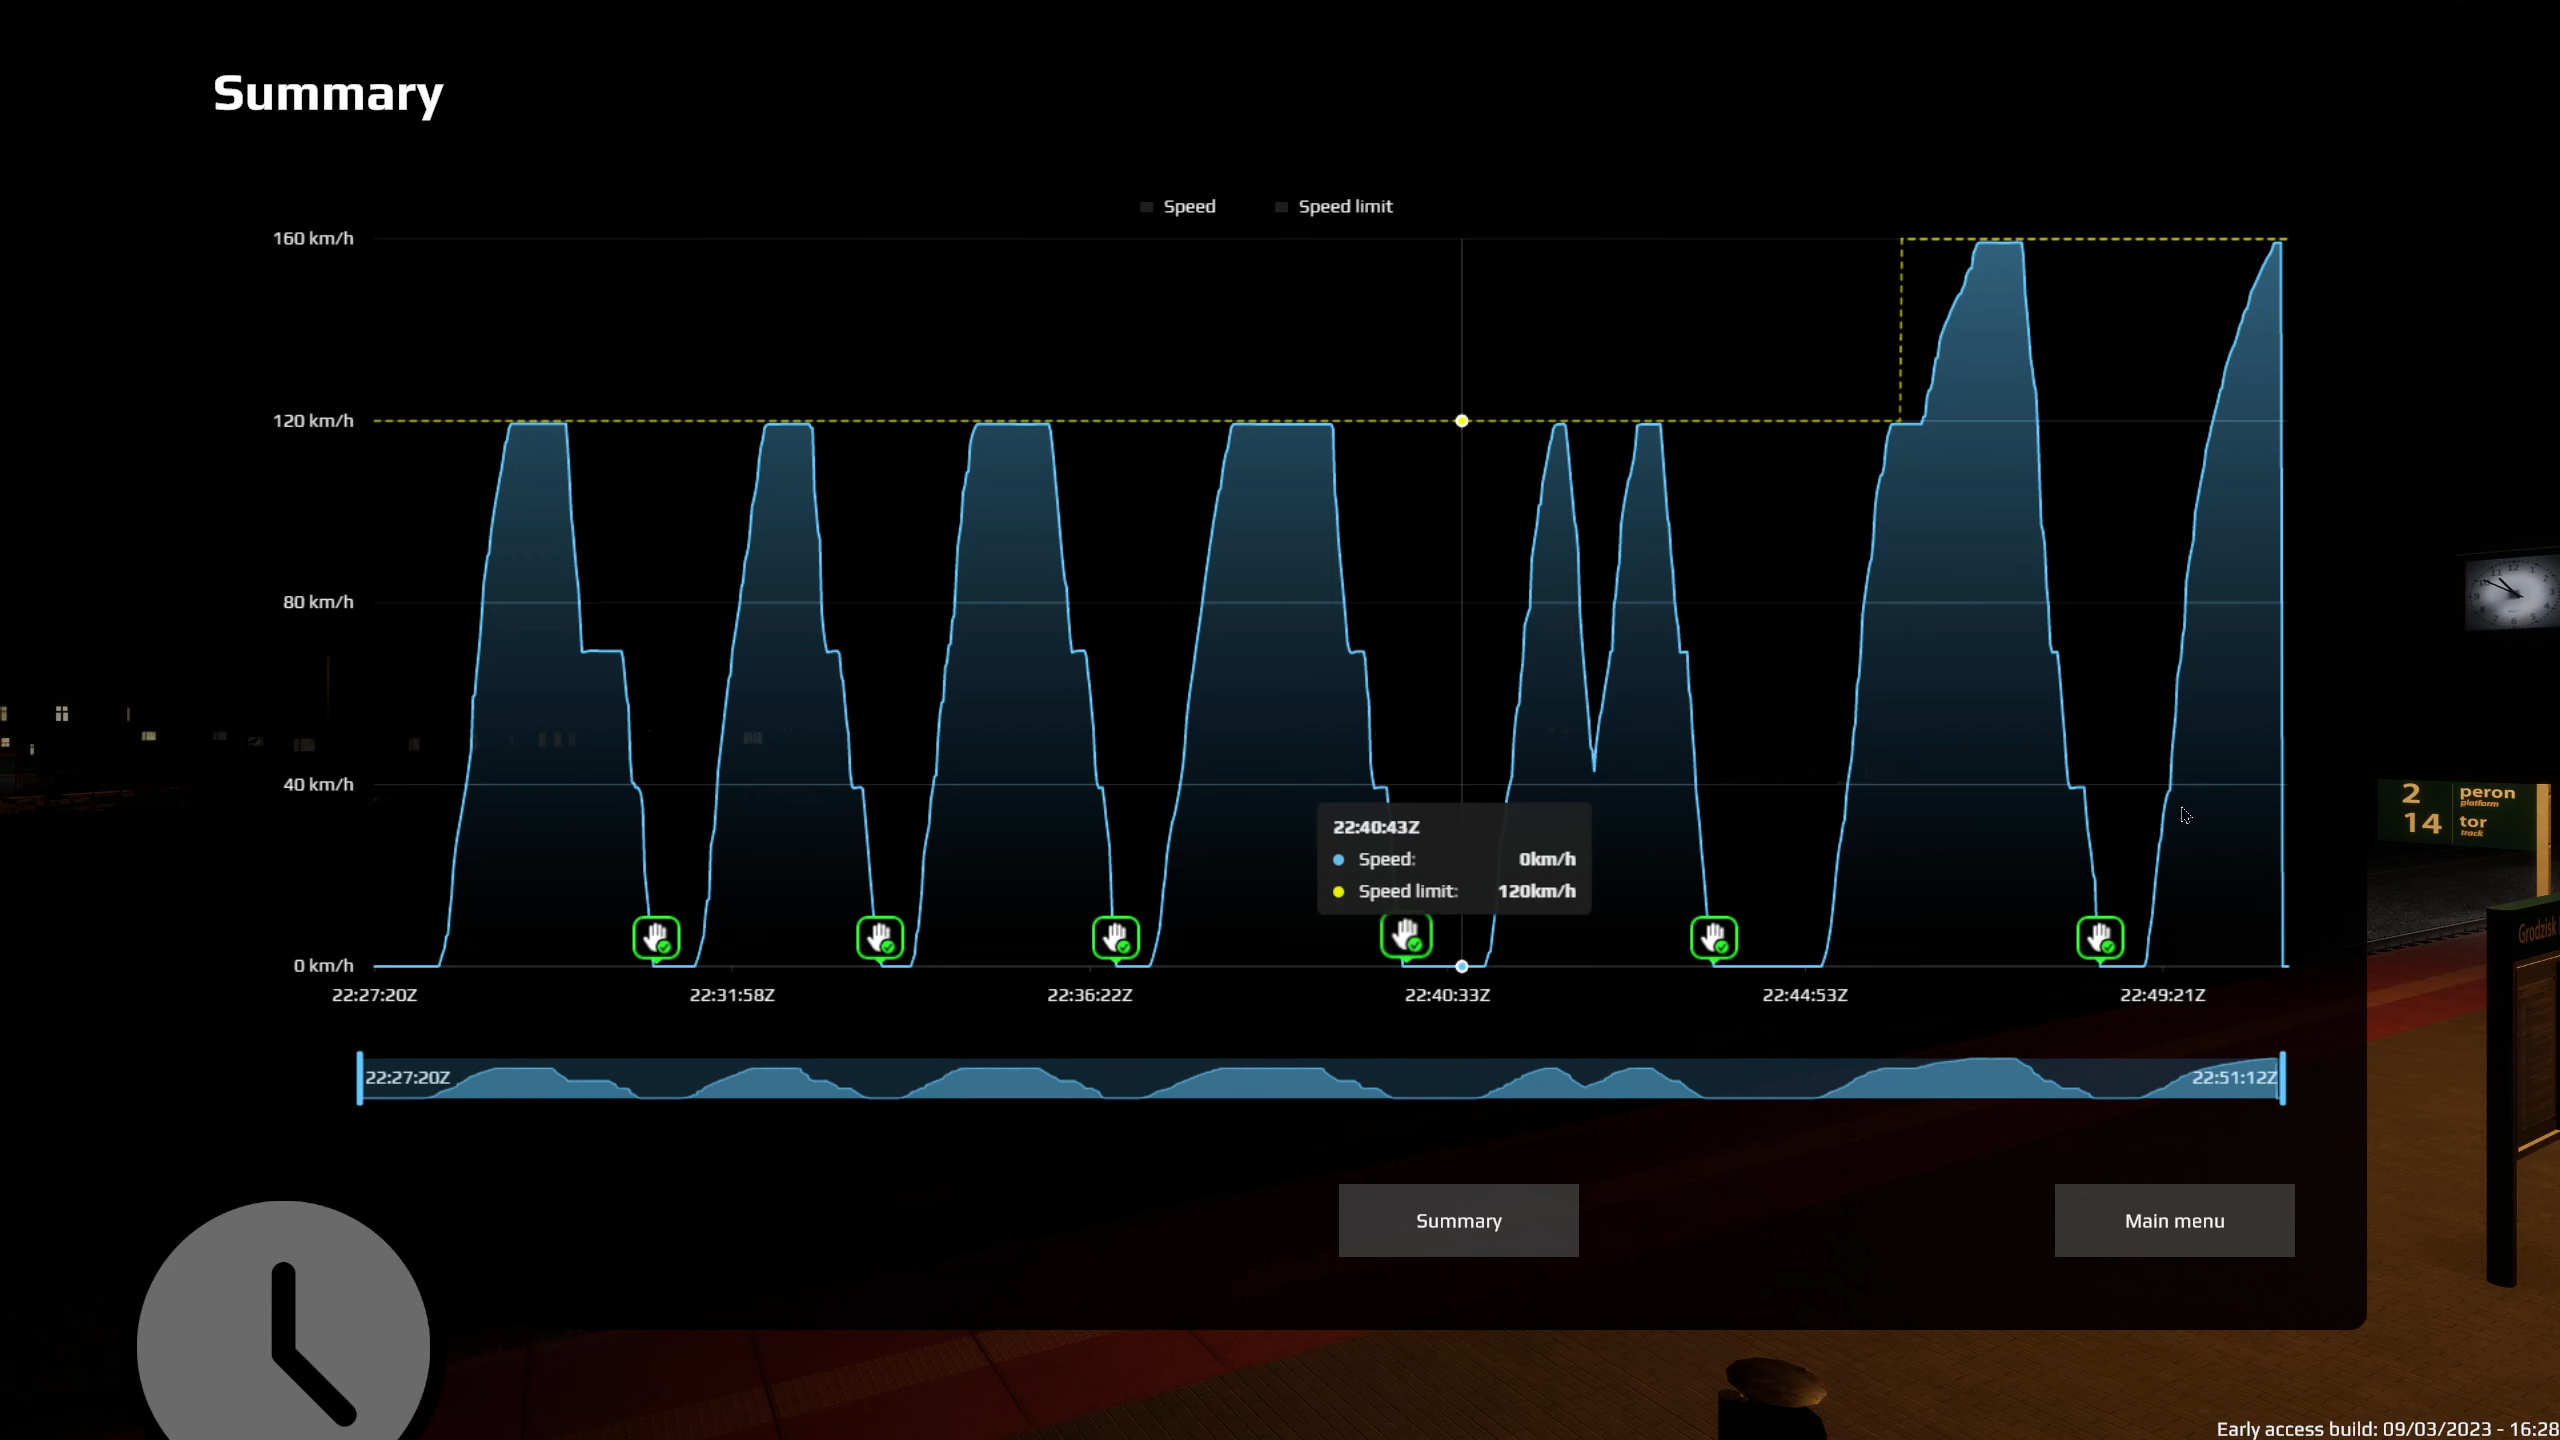 Summary
Speed
Speed limit
160 km/h
120 km/h
80 km/h
40 km/h
0 km/h
22:40:43Z
Speed: 0km/h
Speed limit: 120km/h
22:27:20Z
22:31:58Z
22:36:22Z
22:40:33Z
22:44:53Z
22:49:21Z
22:27:20Z
22:51:12Z
Summary
Main menu
2 peron
platform
14 tor
track
Grodzisk
Early access build: 09/03/2023 - 16:28